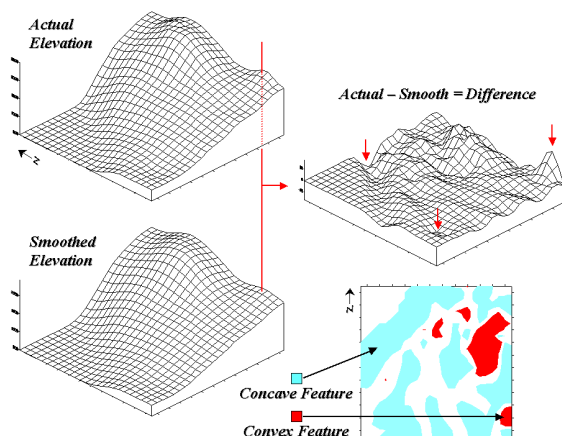 Actual
Elevation
Actual – Smooth = Difference
Z
Smoothed
Elevation
Z
Concave Feature
Convex Feature